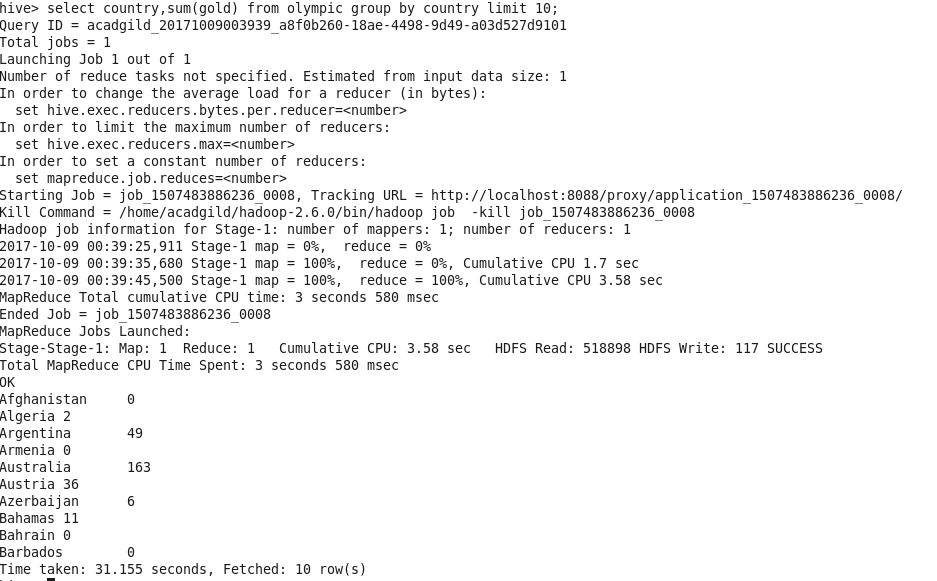 hive> select country,sum(gold) from olympic group by country limit 10;
Query ID = acadgild_20171009003939_a8f0b260-18ae-4498-9d49-a03d527d9101
Total jobs = 1
Launching Job 1 out of 1
Number of reduce tasks not specified. Estimated from input data size: 1
In order to change the average load for a reducer (in bytes):
  set hive.exec.reducers.bytes.per.reducer=<number>
In order to limit the maximum number of reducers:
  set hive.exec.reducers.max=<number>
In order to set a constant number of reducers:
  set mapreduce.job.reduces=<number>
Starting Job = job_1507483886236_0008, Tracking URL = http://localhost:8088/proxy/application_1507483886236_0008/
Kill Command = /home/acadgild/hadoop-2.6.0/bin/hadoop job  -kill job_1507483886236_0008
Hadoop job information for Stage-1: number of mappers: 1; number of reducers: 1
2017-10-09 00:39:25,911 Stage-1 map = 0%,  reduce = 0%
2017-10-09 00:39:35,680 Stage-1 map = 100%,  reduce = 0%, Cumulative CPU 1.7 sec
2017-10-09 00:39:45,500 Stage-1 map = 100%,  reduce = 100%, Cumulative CPU 3.58 sec
MapReduce Total cumulative CPU time: 3 seconds 580 msec
Ended Job = job_1507483886236_0008
MapReduce Jobs Launched:
Stage-Stage-1: Map: 1  Reduce: 1   Cumulative CPU: 3.58 sec   HDFS Read: 518898 HDFS Write: 117 SUCCESS
Total MapReduce CPU Time Spent: 3 seconds 580 msec
OK
Afghanistan     0
Algeria 2
Argentina       49
Armenia 0
Australia       163
Austria 36
Azerbaijan      6
Bahamas 11
Bahrain 0
Barbados        0
Time taken: 31.155 seconds, Fetched: 10 row(s)